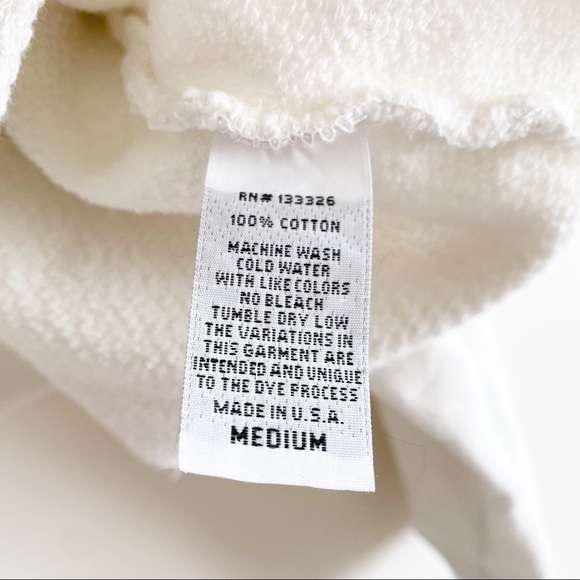 RN# 133326
100% COTTON
MACHINE WASH
COLD WATER
WITH LIKE COLORS
NO BLEACH
TUMBLE DRY LOW
THE VARIATIONS IN
THIS GARMENT ARE
INTENDED AND UNIQUE
TO THE DYE PROCESS
MADE IN U.S.A.
MEDIUM